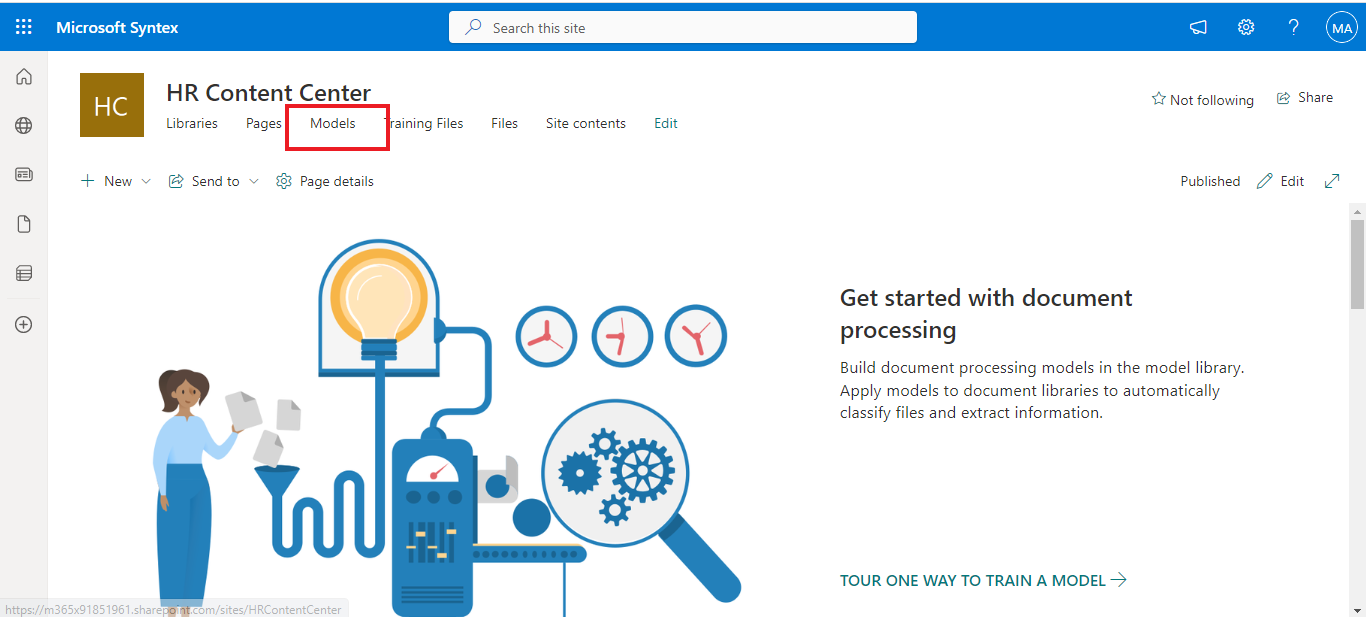 Microsoft Syntex
Search this site
MA
HC
HR Content Center
Not following
Share
Libraries Pages Models Training Files Files Site contents Edit
New Send to Page details
Published Edit
Get started with document
processing
Build document processing models in the model library.
Apply models to document libraries to automatically
classify files and extract information.
TOUR ONE WAY TO TRAIN A MODEL
https://m365x91851961.sharepoint.com/sites/HRContentCenter